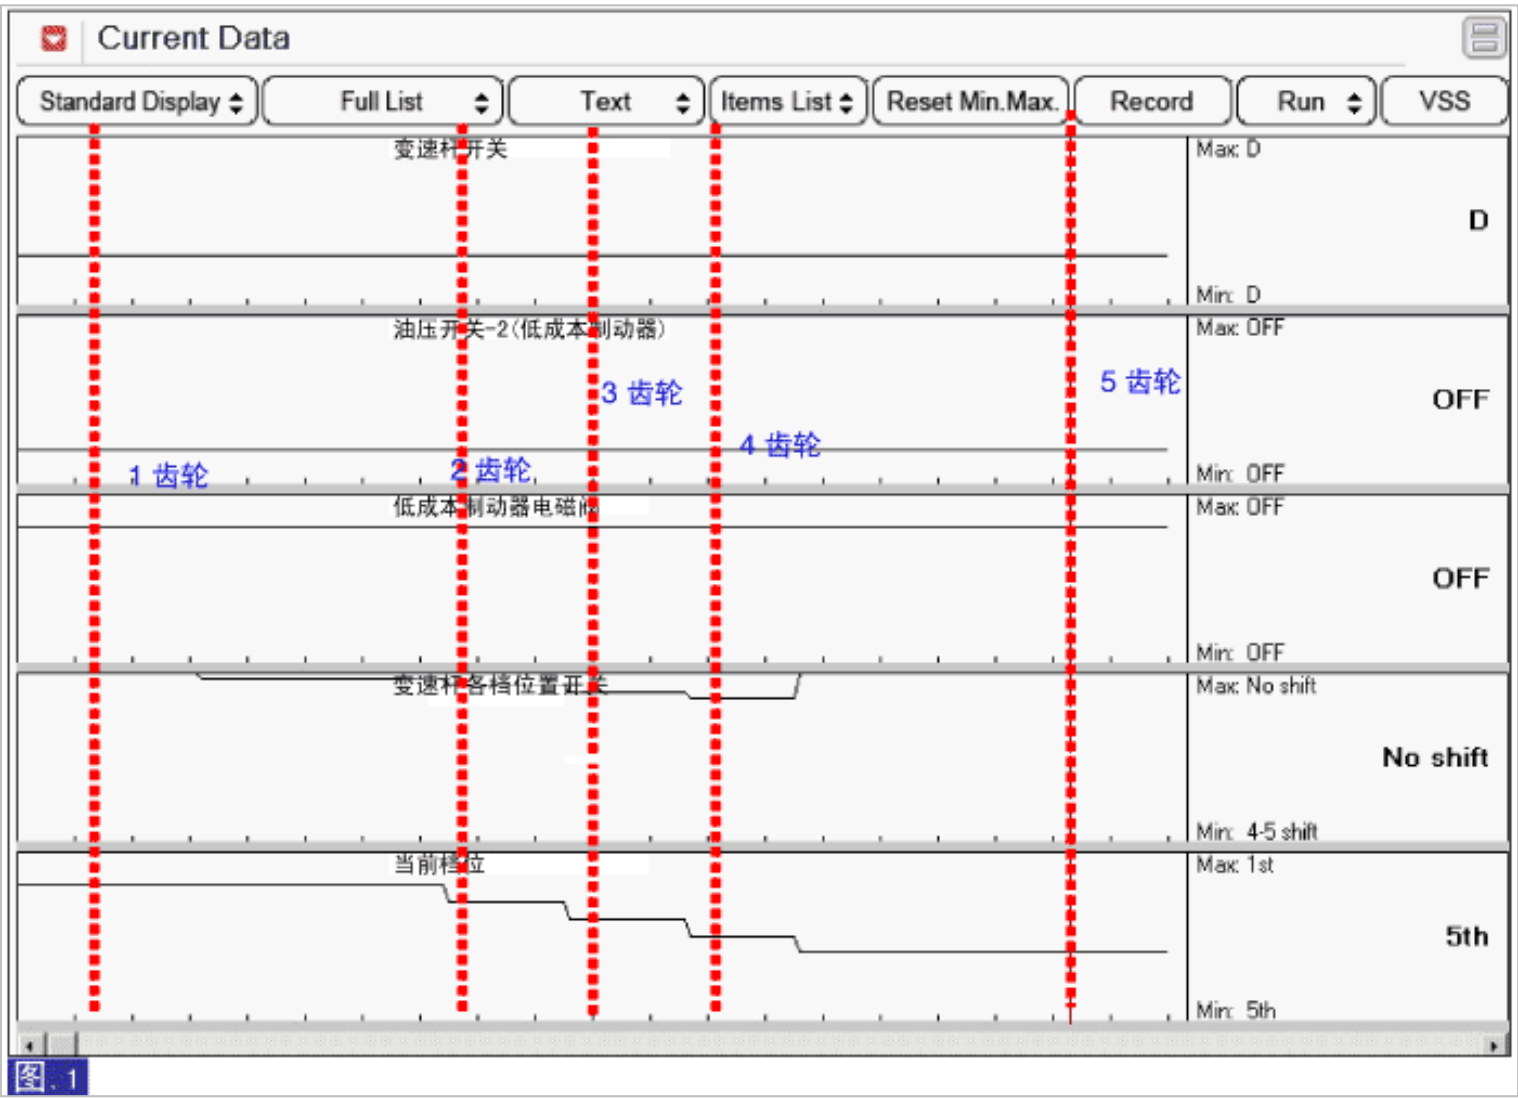 Current Data
Standard Display Full List Text Items List Reset Min.Max. Record Run VSS
变速杆开关
Max: D
D
Min: D
油压开关-2(低成本制动器)
Max: OFF
3 齿轮
5 齿轮
OFF
4 齿轮
1 齿轮
2 齿轮
Min: OFF
低成本制动器电磁阀
Max: OFF
OFF
Min: OFF
变速杆各档位置开关
Max: No shift
No shift
Min: 4-5 shift
当前档位
Max: 1st
5th
Min: 5th
图.1